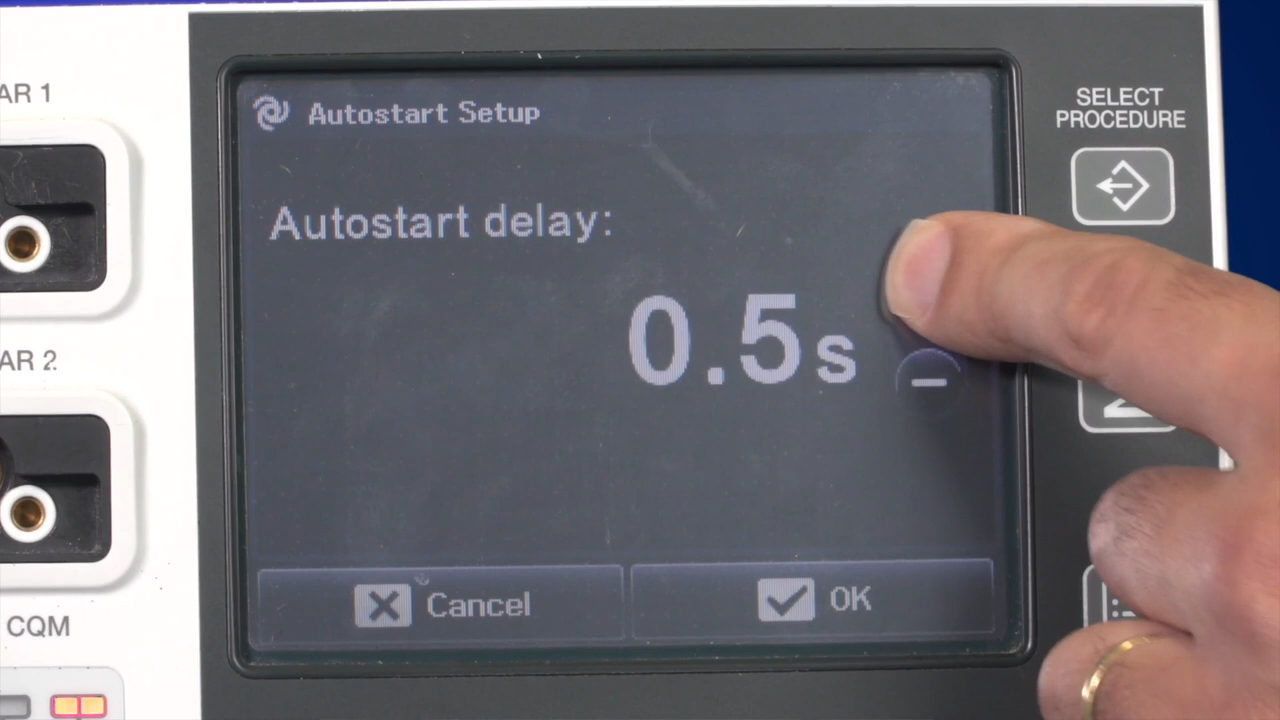 AR 1
SELECT
PROCEDURE
Autostart Setup
Autostart delay:
0.5s
AR 2
Cancel
OK
CQM